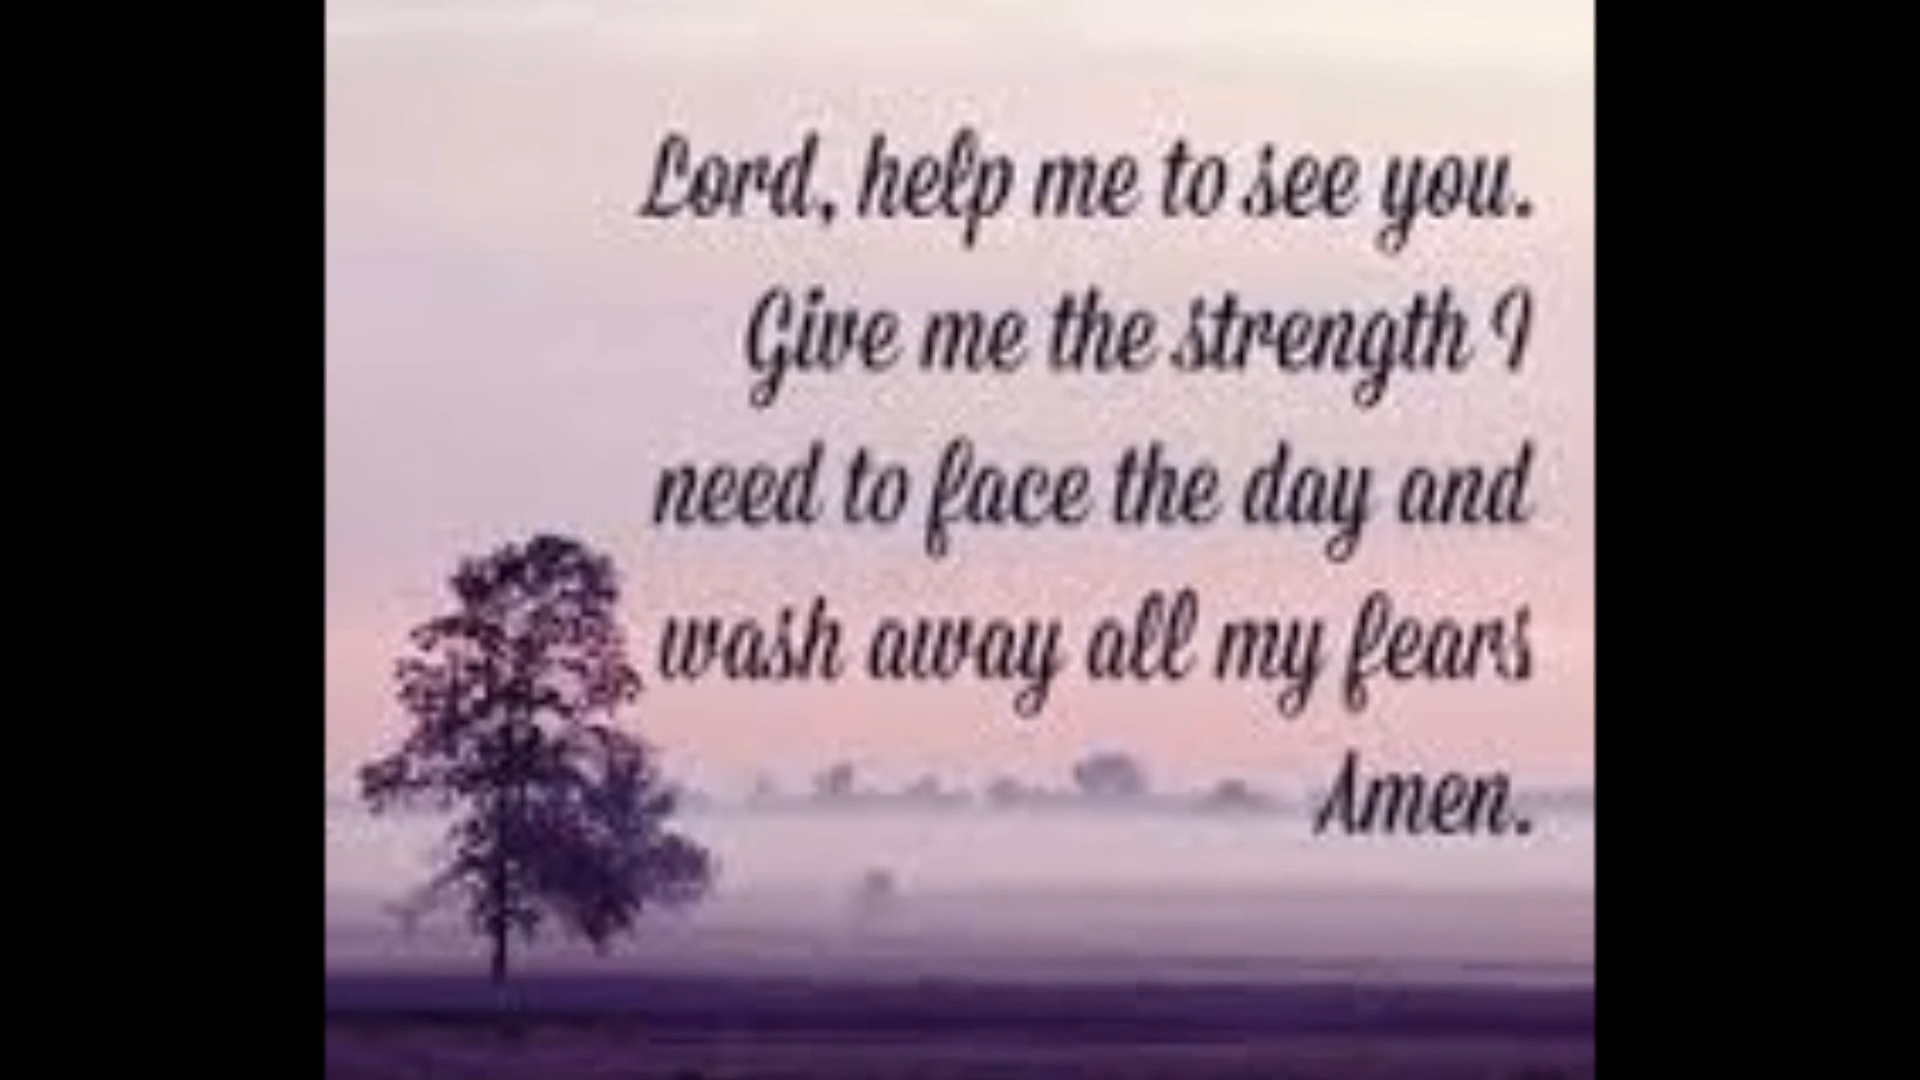 Lord, help me to see you.
Give me the strength I
need to face the day and
wash away all my fears
Amen.